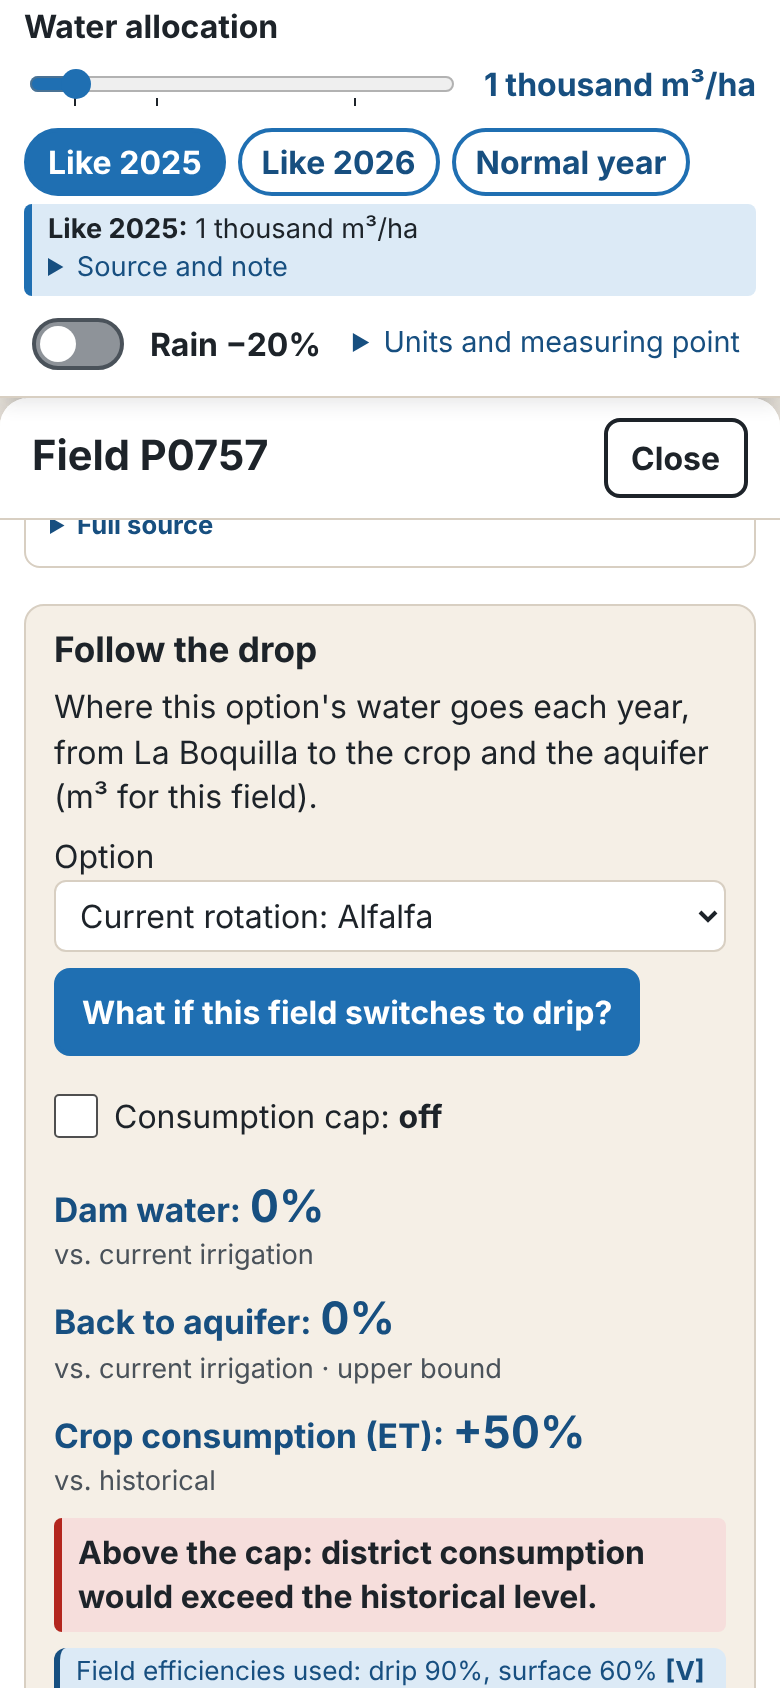 Water allocation
1 thousand m³/ha
Like 2025
Like 2026
Normal year
Like 2025: 1 thousand m³/ha
Source and note
Rain −20%
Units and measuring point
Field P0757
Close
Full source
Follow the drop
Where this option's water goes each year,
from La Boquilla to the crop and the aquifer
(m³ for this field).
Option
Current rotation: Alfalfa
What if this field switches to drip?
Consumption cap: off
Dam water: 0%
vs. current irrigation
Back to aquifer: 0%
vs. current irrigation · upper bound
Crop consumption (ET): +50%
vs. historical
Above the cap: district consumption
would exceed the historical level.
Field efficiencies used: drip 90%, surface 60% [V]